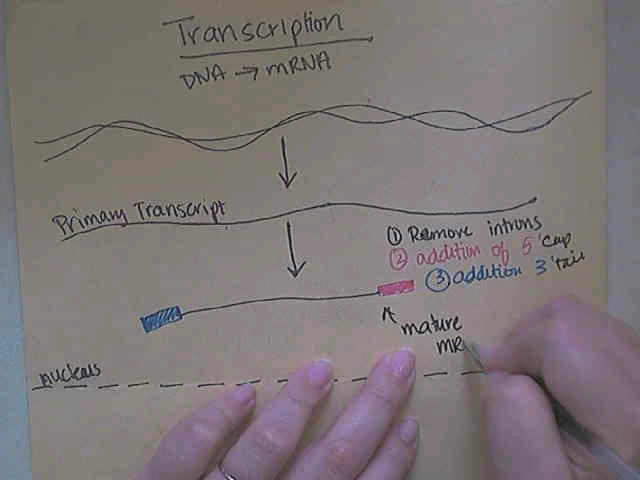 Transcription
DNA → mRNA
Primary Transcript
① Remove introns
② addition of 5' cap
③ addition 3' tail
mature
mR
nucleus